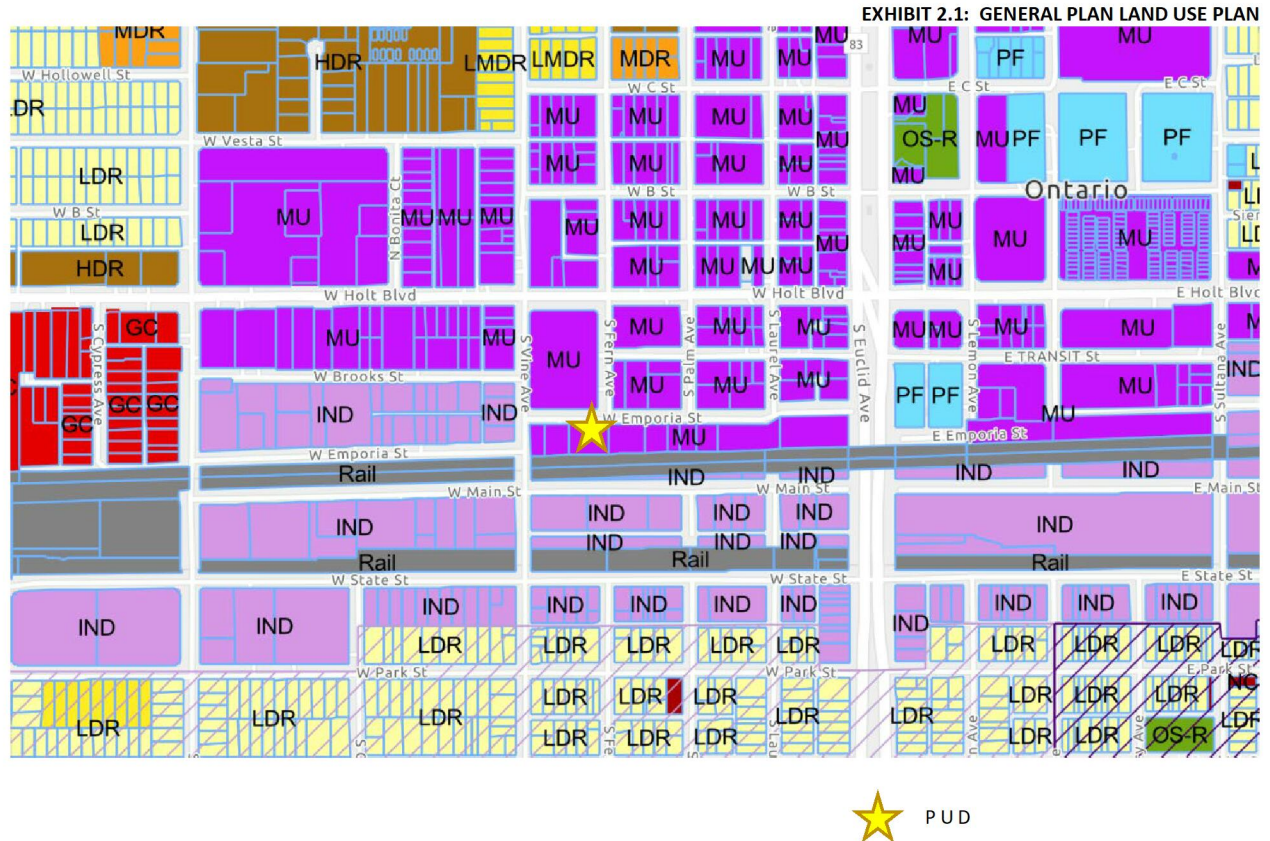 EXHIBIT 2.1: GENERAL PLAN LAND USE PLAN
MDR HDR LMDR LMDR MDR MU MU 83 MU PF MU
W Hollowell St W C St E C St E C St
LDR MU MU MU MU MU MU OS-R MU PF PF PF
W Vesta St
LDR MU MU MU MU MU
W B St W B St Ontario
W B St
LDR MU N Bonita Ct MU MU MU MU MU MU MU MU MU MU MU MU
HDR MU MU MU MU MU
W Holt Blvd W Holt Blvd E Holt Blvd
GC S Cypress Ave MU MU S Vine Ave MU S Fern Ave MU S Palm Ave MU S Laurel Ave MU S Euclid Ave MU MU S Lemon Ave MU MU S Sultana Ave
E TRANSIT St
W Brooks St
GC GC GC IND IND MU MU MU PF PF MU MU IND
W Emporia St
MU E Emporia St
W Emporia St
Rail IND IND IND IND
W Main St W Main St E Main St
IND IND IND IND IND
IND IND IND
Rail Rail Rail
W State St W State St E State St
IND IND IND IND IND IND IND IND IND IND IND
LDR LDR LDR LDR LDR LDR LDR LDR
W Park St W Park St E Park St
LDR LDR LDR LDR LDR LDR LDR LDR LDR LDR LDR NC
LDR LDR LDR LDR LDR OS-R LDR
PUD